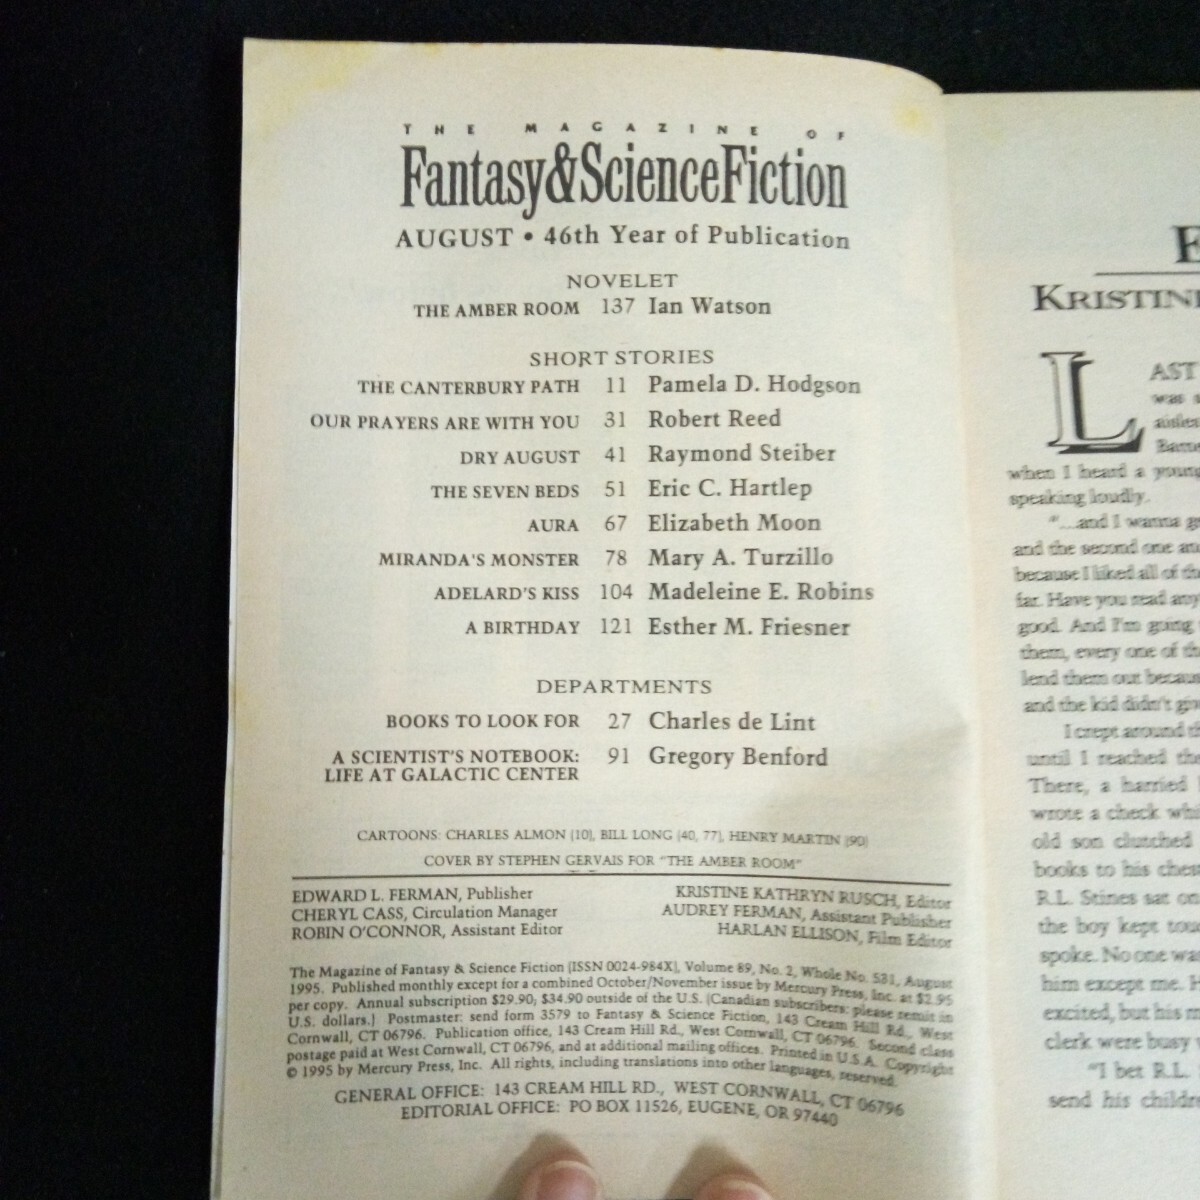 THE MAGAZINE OF
Fantasy&ScienceFiction
AUGUST • 46th Year of Publication
NOVELET
THE AMBER ROOM 137 Ian Watson
SHORT STORIES
THE CANTERBURY PATH 11 Pamela D. Hodgson
OUR PRAYERS ARE WITH YOU 31 Robert Reed
DRY AUGUST 41 Raymond Steiber
THE SEVEN BEDS 51 Eric C. Hartlep
AURA 67 Elizabeth Moon
MIRANDA'S MONSTER 78 Mary A. Turzillo
ADELARD'S KISS 104 Madeleine E. Robins
A BIRTHDAY 121 Esther M. Friesner
DEPARTMENTS
BOOKS TO LOOK FOR 27 Charles de Lint
A SCIENTIST'S NOTEBOOK: 91 Gregory Benford
LIFE AT GALACTIC CENTER
CARTOONS: CHARLES ALMON (10), BILL LONG (40, 77), HENRY MARTIN (90)
COVER BY STEPHEN GERVAIS FOR "THE AMBER ROOM"
EDWARD L. FERMAN, Publisher KRISTINE KATHRYN RUSCH, Editor
CHERYL CASS, Circulation Manager AUDREY FERMAN, Assistant Publisher
ROBIN O'CONNOR, Assistant Editor HARLAN ELLISON, Film Editor
The Magazine of Fantasy & Science Fiction (ISSN 0024-984X), Volume 89, No. 2, Whole No. 531, August
1995. Published monthly except for a combined October/November issue by Mercury Press, Inc. at $2.95
per copy. Annual subscription $29.90; $34.90 outside of the U.S. (Canadian subscribers: please remit in
U.S. dollars.) Postmaster: send form 3579 to Fantasy & Science Fiction, 143 Cream Hill Rd., West
Cornwall, CT 06796. Publication office, 143 Cream Hill Rd., West Cornwall, CT 06796. Second class
postage paid at West Cornwall, CT 06796, and at additional mailing offices. Printed in U.S.A. Copyright
© 1995 by Mercury Press, Inc. All rights, including translations into other languages, reserved.
GENERAL OFFICE: 143 CREAM HILL RD., WEST CORNWALL, CT 06796
EDITORIAL OFFICE: PO BOX 11526, EUGENE, OR 97440
E
KRISTINE
LAST
was
aisles
Barne
when I heard a young
speaking loudly.
"...and I wanna g
and the second one an
because I liked all of th
far. Have you read any
good. And I'm going
them, every one of th
lend them out becaus
and the kid didn't giv
I crept around th
until I reached the
There, a harried
wrote a check whi
old son clutched
books to his ches
R.L. Stines sat on
the boy kept touc
spoke. No one wa
him except me. H
excited, but his m
clerk were busy
"I bet R.L.
send his childre